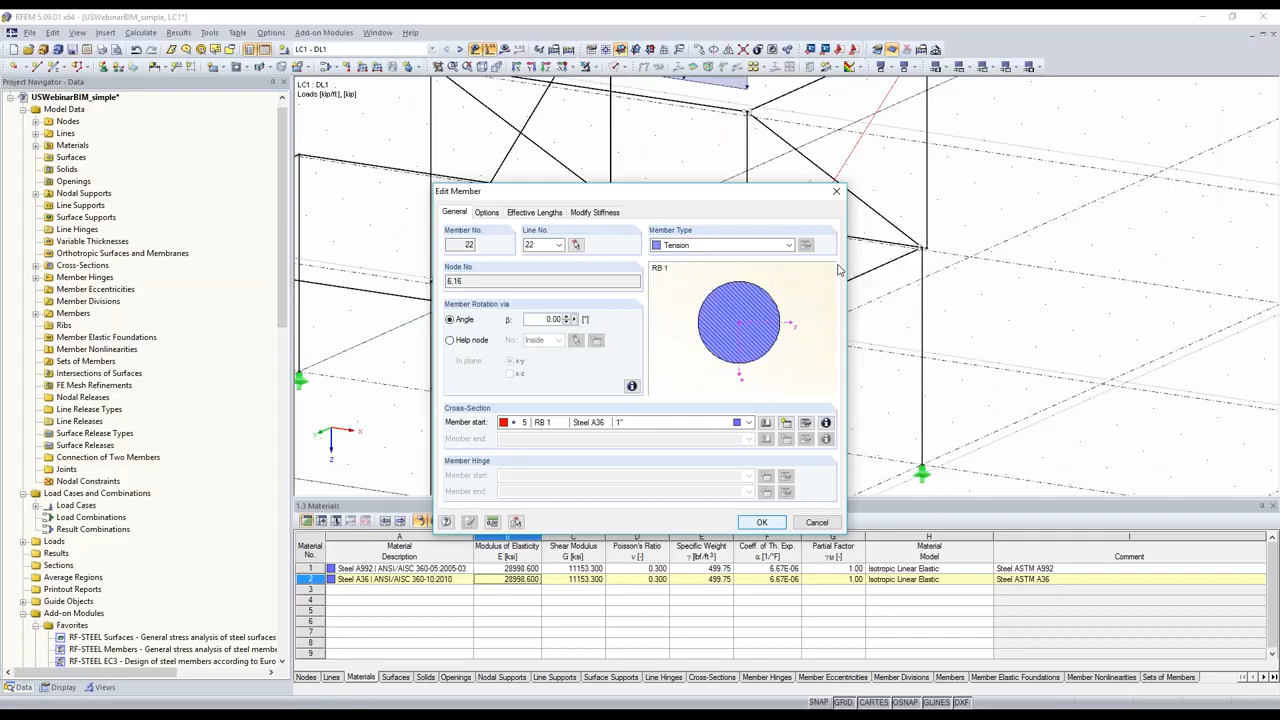 RFEM 5.09.01 x64 - [USWebinarBIM_simple, LC1*]
File Edit View Insert Calculate Results Tools Table Options Add-on Modules Window Help
LC1 - DL1
Project Navigator - Data
USWebinarBIM_simple*
Model Data
Nodes
Lines
Materials
Surfaces
Solids
Openings
Nodal Supports
Line Supports
Surface Supports
Line Hinges
Variable Thicknesses
Orthotropic Surfaces and Membranes
Cross-Sections
Member Hinges
Member Eccentricities
Member Divisions
Members
Ribs
Member Elastic Foundations
Member Nonlinearities
Sets of Members
Intersections of Surfaces
FE Mesh Refinements
Nodal Releases
Line Release Types
Line Releases
Surface Release Types
Surface Releases
Connection of Two Members
Joints
Nodal Constraints
Load Cases and Combinations
Load Cases
Load Combinations
Result Combinations
Loads
Results
Sections
Average Regions
Printout Reports
Guide Objects
Add-on Modules
Favorites
RF-STEEL Surfaces - General stress analysis of steel surfaces
RF-STEEL Members - General stress analysis of steel membe
RF-STEEL EC3 - Design of steel members according to Euro
Data Display Views
LC1 : DL1
Loads [kip/ft], [kip]
X
Y
Z
Edit Member
General Options Effective Lengths Modify Stiffness
Member No.
22
Line No.
22
Member Type
Tension
Node No.
6,16
RB 1
y
Member Rotation via
Angle β: 0.00 [°]
Help node No.: Inside
In plane: x-y
x-z
Cross-Section
Member start: 5 | RB 1 | Steel A36 | 1"
Member end:
Member Hinge
Member start:
Member end:
OK Cancel
1.3 Materials
A B C D E F G H I
Material No.
Material Description
Modulus of Elasticity E [ksi]
Shear Modulus G [ksi]
Poisson's Ratio ν [-]
Specific Weight γ [lbf/ft³]
Coeff. of Th. Exp. α [1/°F]
Partial Factor γM [-]
Material Model
Comment
1 Steel A992 | ANSI/AISC 360-05:2005-03 28998.600 11153.300 0.300 499.75 6.67E-06 1.00 Isotropic Linear Elastic Steel ASTM A992
2 Steel A36 | ANSI/AISC 360-10:2010 28998.600 11153.300 0.300 499.75 6.67E-06 1.00 Isotropic Linear Elastic Steel ASTM A36
3
4
5
6
7
8
9
Nodes Lines Materials Surfaces Solids Openings Nodal Supports Line Supports Surface Supports Line Hinges Cross-Sections Member Hinges Member Eccentricities Member Divisions Members Member Elastic Foundations Member Nonlinearities Sets of Members
SNAP GRID CARTES OSNAP GLINES DXF